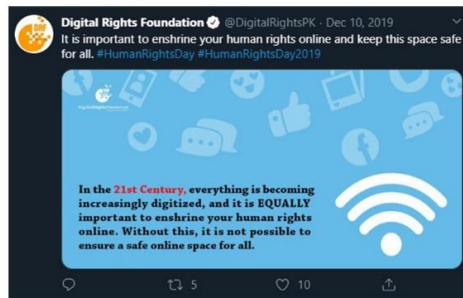 Digital Rights Foundation @DigitalRightsPK · Dec 10, 2019
It is important to enshrine your human rights online and keep this space safe
for all. #HumanRightsDay #HumanRightsDay2019
DRF
DigitalRightsFoundation
In the 21st Century, everything is becoming
increasingly digitized, and it is EQUALLY
important to enshrine your human rights
online. Without this, it is not possible to
ensure a safe online space for all.
5 10